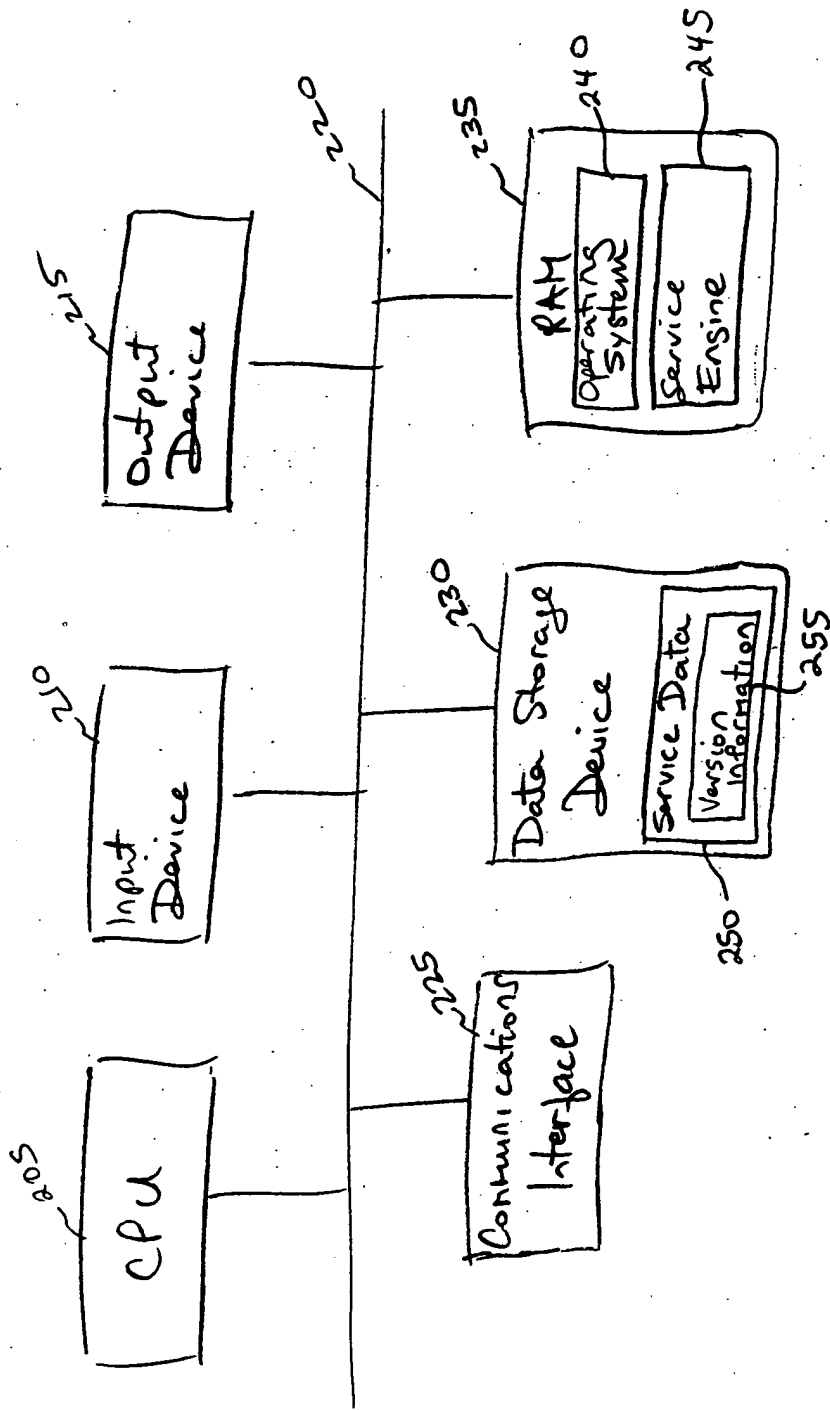 205
CPU
210
Input
Device
215
Output
Device
220
225
Communications
Interface
230
Data Storage
Device
Service Data
Version
Information
250
255
235
RAM
Operating
System
240
Service
Engine
245